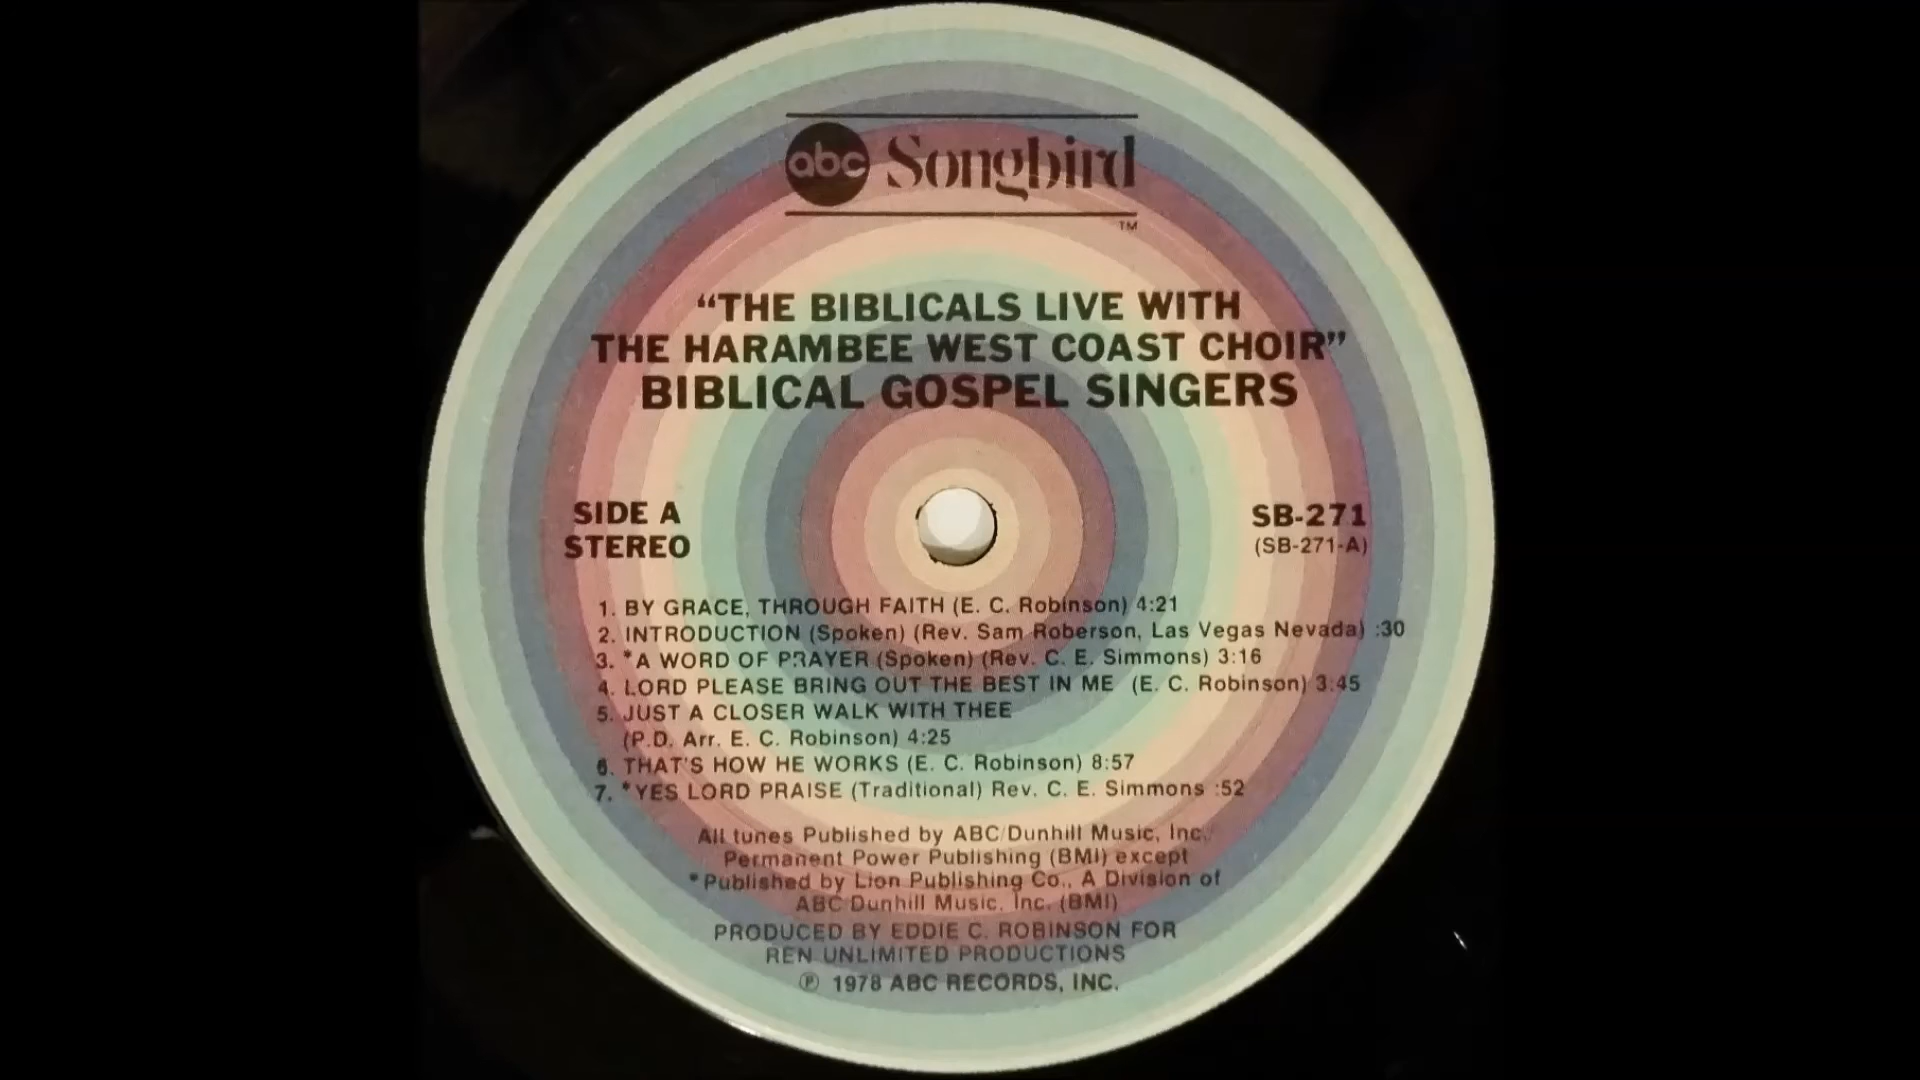 abc Songbird
TM
“THE BIBLICALS LIVE WITH
THE HARAMBEE WEST COAST CHOIR”
BIBLICAL GOSPEL SINGERS
SIDE A
STEREO
SB-271
(SB-271-A)
1. BY GRACE, THROUGH FAITH (E. C. Robinson) 4:21
2. INTRODUCTION (Spoken) (Rev. Sam Roberson, Las Vegas Nevada) :30
3. *A WORD OF PRAYER (Spoken) (Rev. C. E. Simmons) 3:16
4. LORD PLEASE BRING OUT THE BEST IN ME (E. C. Robinson) 3:45
5. JUST A CLOSER WALK WITH THEE
(P.D. Arr. E. C. Robinson) 4:25
6. THAT'S HOW HE WORKS (E. C. Robinson) 8:57
7. *YES LORD PRAISE (Traditional) Rev. C. E. Simmons :52
All tunes Published by ABC/Dunhill Music, Inc./
Permanent Power Publishing (BMI) except
*Published by Lion Publishing Co., A Division of
ABC/Dunhill Music, Inc. (BMI)
PRODUCED BY EDDIE C. ROBINSON FOR
REN UNLIMITED PRODUCTIONS
℗ 1978 ABC RECORDS, INC.